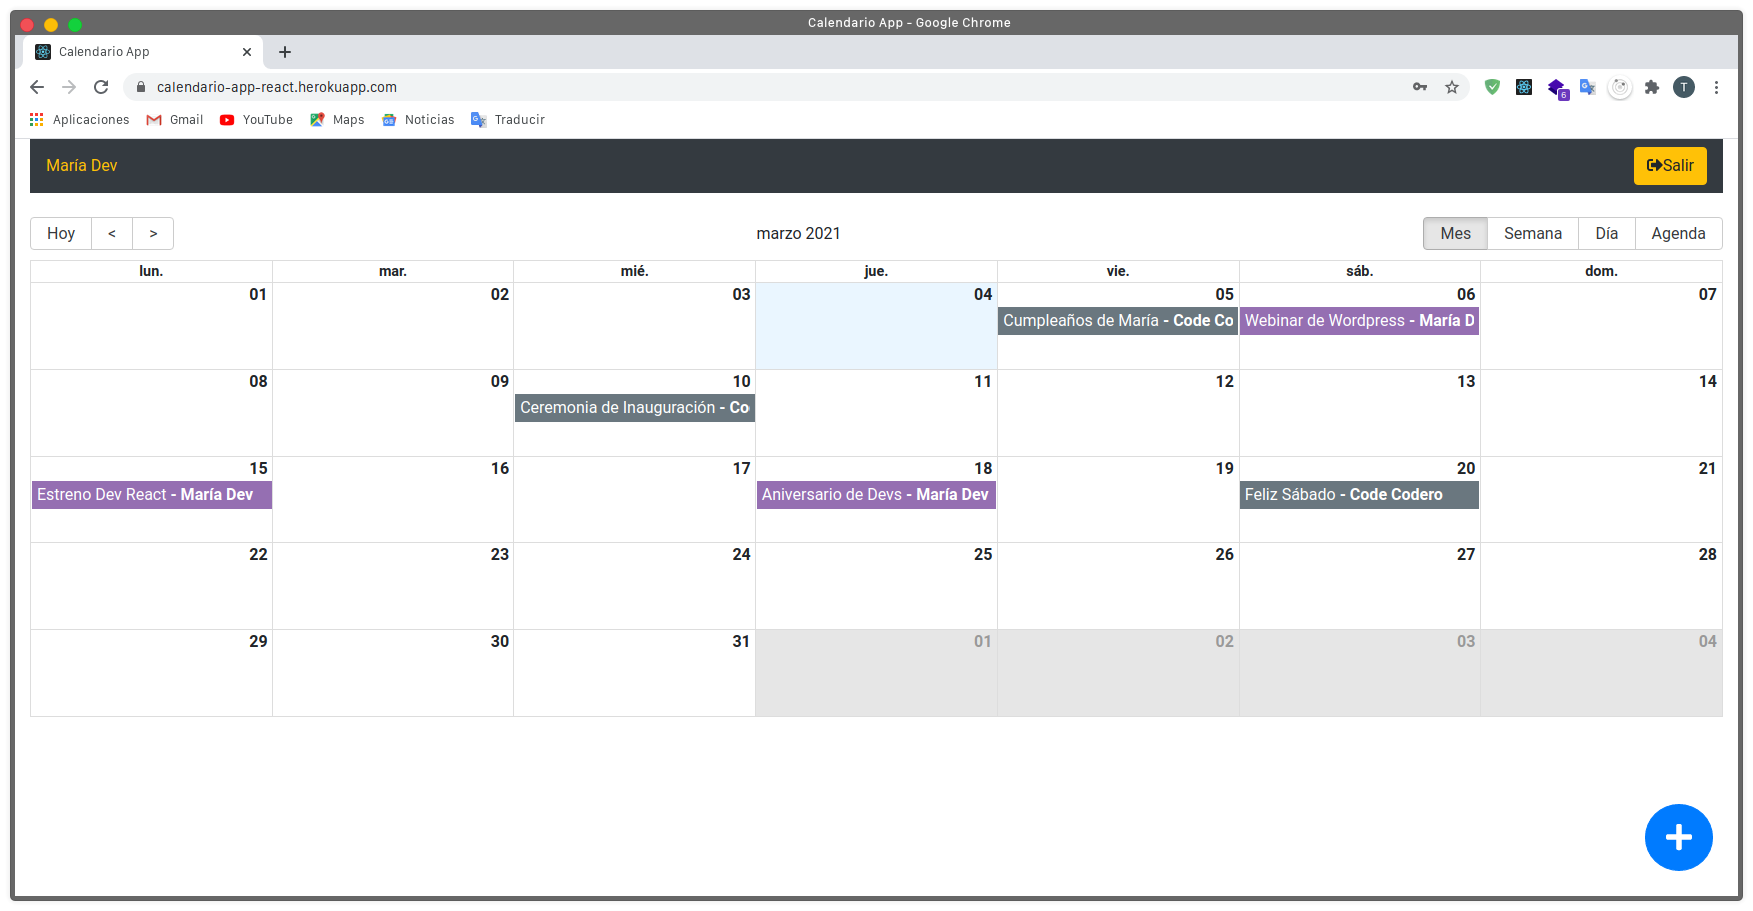 Calendario App - Google Chrome
Calendario App
calendario-app-react.herokuapp.com
6
T
Aplicaciones Gmail YouTube Maps Noticias Traducir
María Dev
Salir
Hoy < > marzo 2021 Mes Semana Día Agenda
lun. mar. mié. jue. vie. sáb. dom.
01 02 03 04 05 06 07
Cumpleaños de María - Code Co Webinar de Wordpress - María D
08 09 10 11 12 13 14
Ceremonia de Inauguración - Co
15 16 17 18 19 20 21
Estreno Dev React - María Dev Aniversario de Devs - María Dev Feliz Sábado - Code Codero
22 23 24 25 26 27 28
29 30 31 01 02 03 04